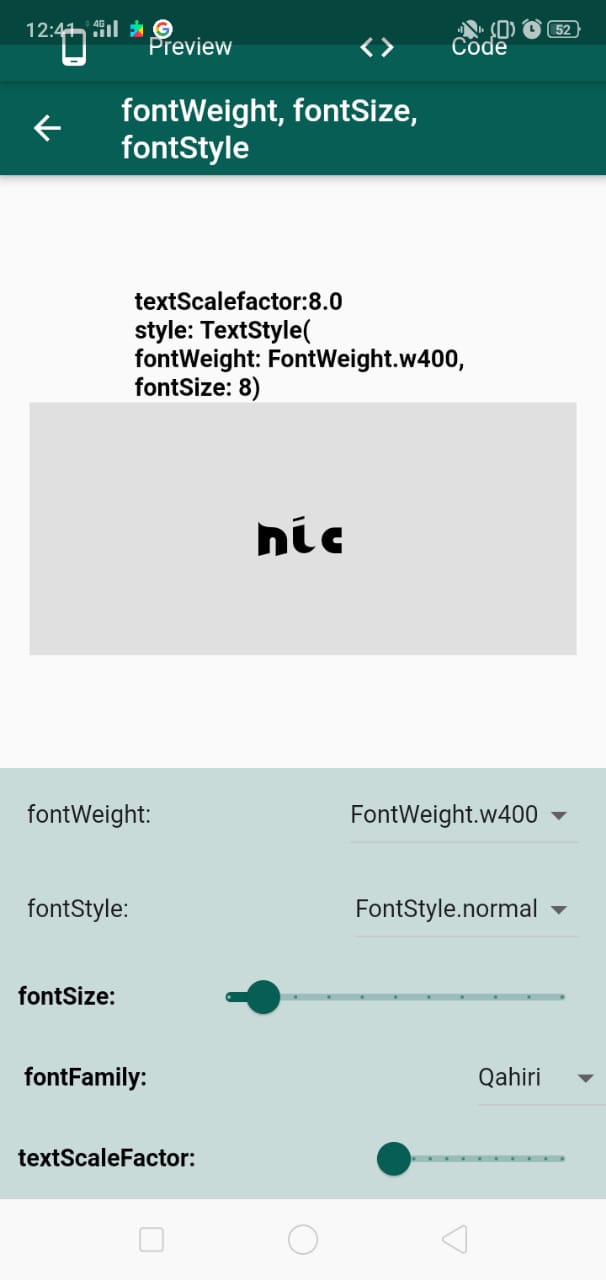 12:41 4G 52
Preview Code
fontWeight, fontSize,
fontStyle
textScalefactor:8.0
style: TextStyle(
fontWeight: FontWeight.w400,
fontSize: 8)
nic
fontWeight: FontWeight.w400
fontStyle: FontStyle.normal
fontSize:
fontFamily: Qahiri
textScaleFactor: